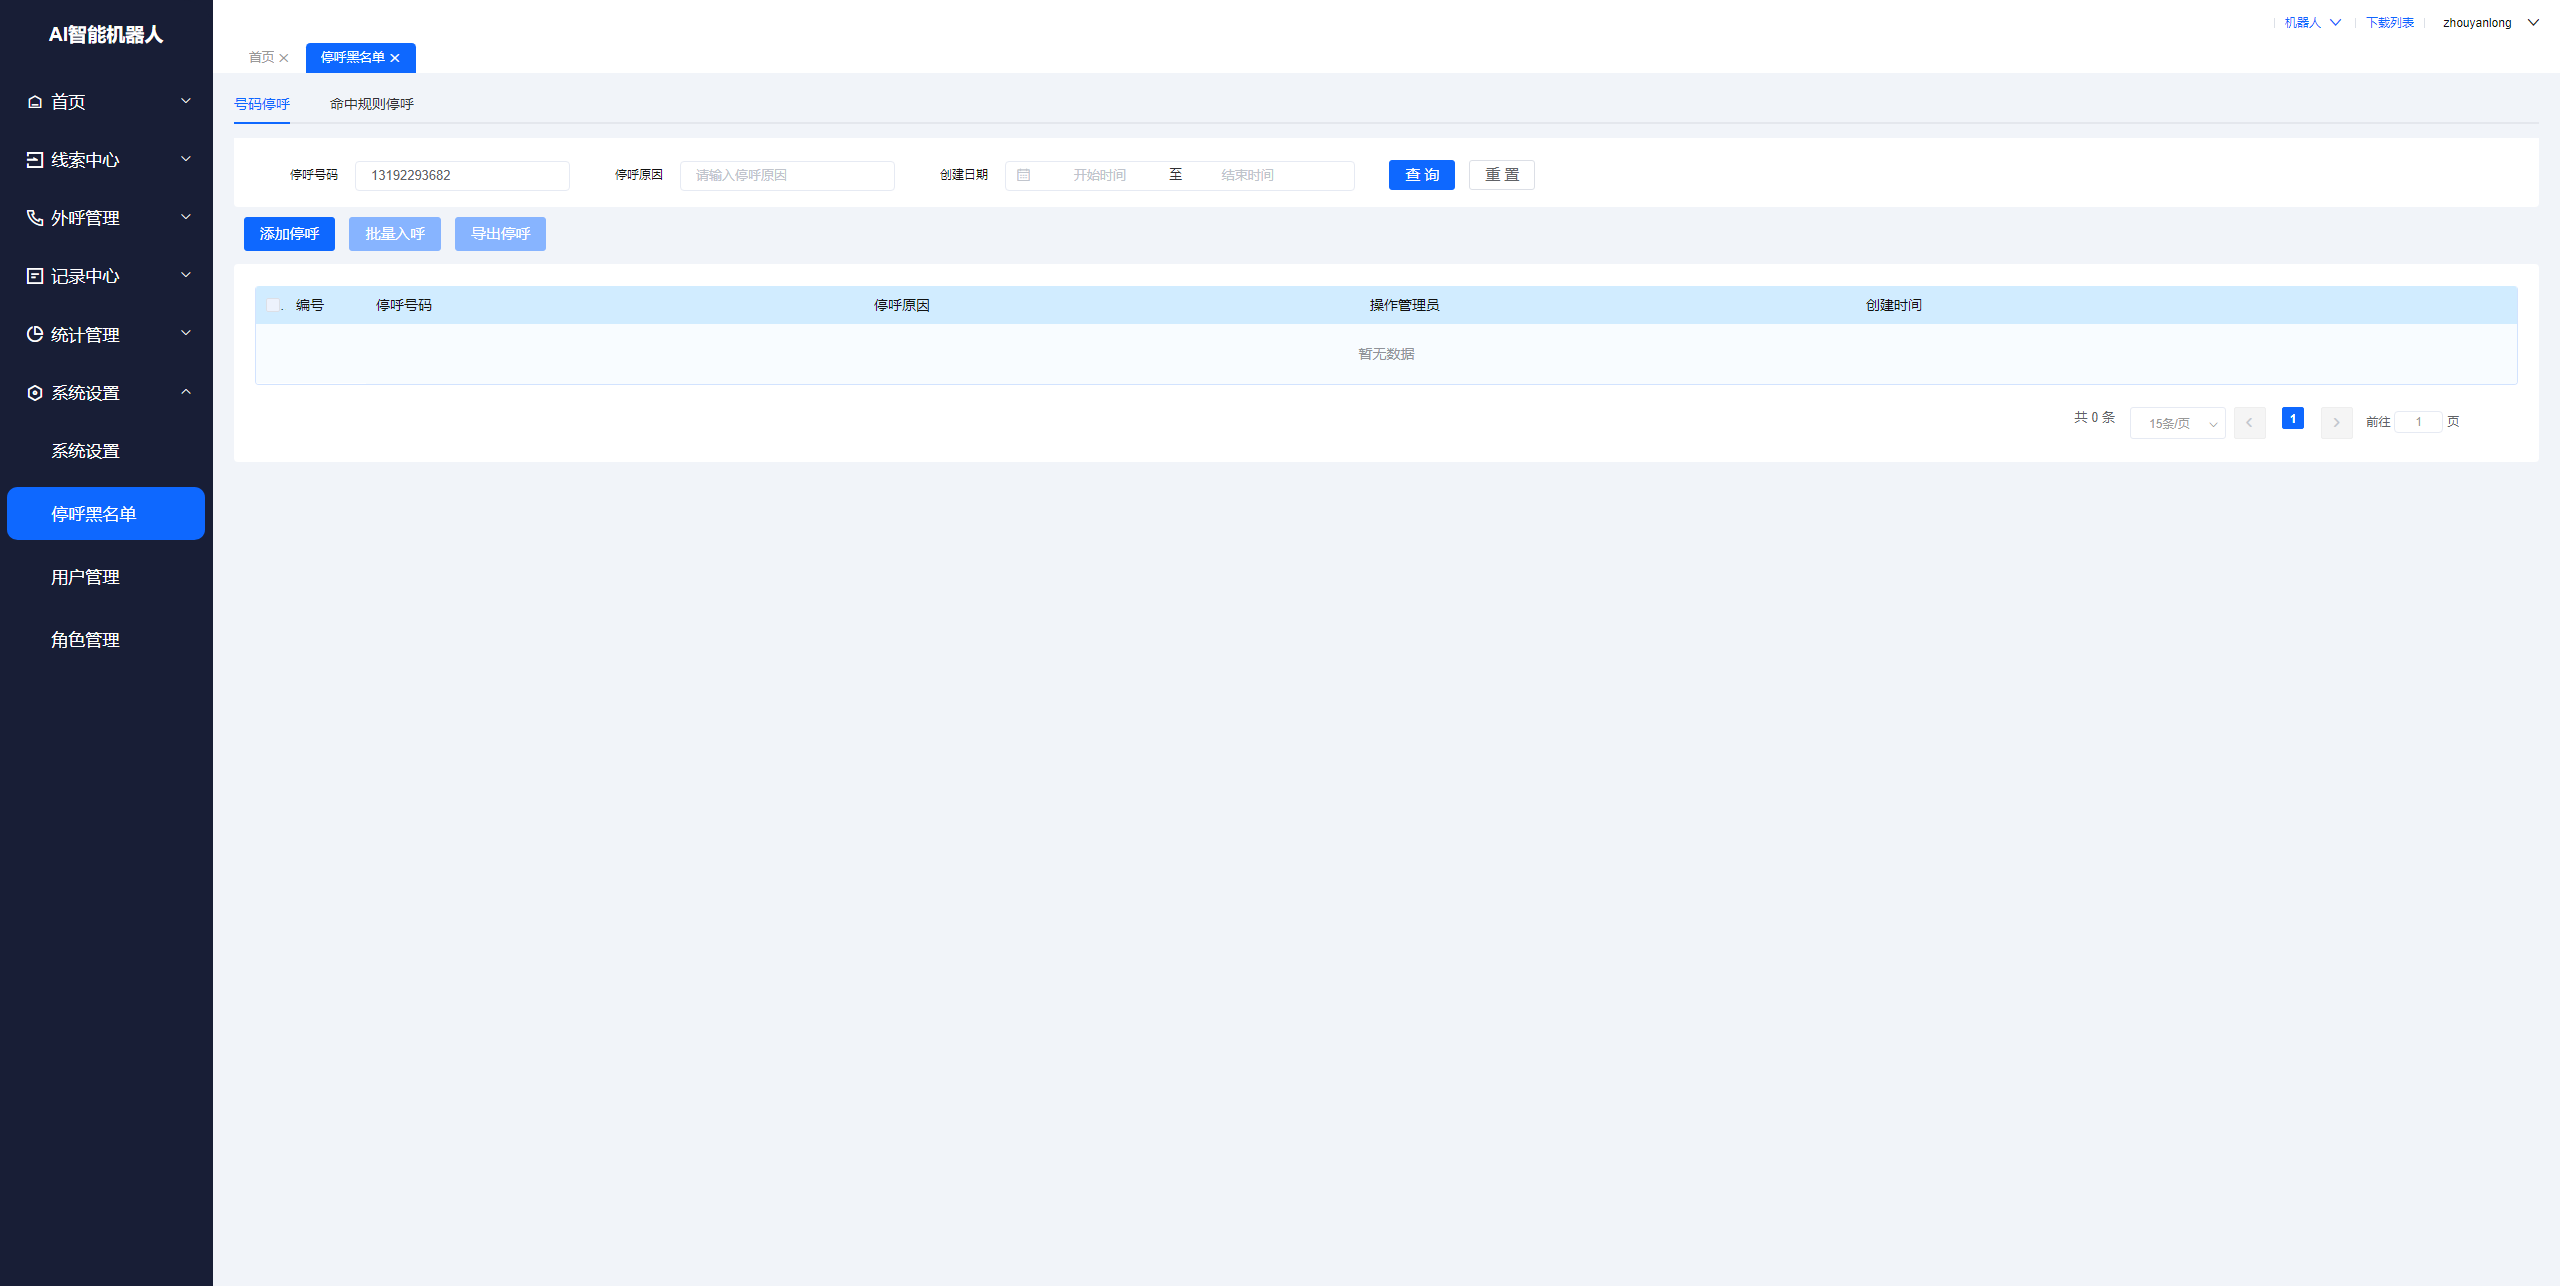 AI智能机器人
机器人
下载列表
zhouyanlong
首页
停呼黑名单
首页
线索中心
外呼管理
记录中心
统计管理
系统设置
系统设置
停呼黑名单
用户管理
角色管理
号码停呼
命中规则停呼
停呼号码 13192293682 停呼原因 请输入停呼原因 创建日期 开始时间 至 结束时间 查询 重置
添加停呼 批量入呼 导出停呼
编号 停呼号码 停呼原因 操作管理员 创建时间
暂无数据
共 0 条 15条/页 1 前往 1 页